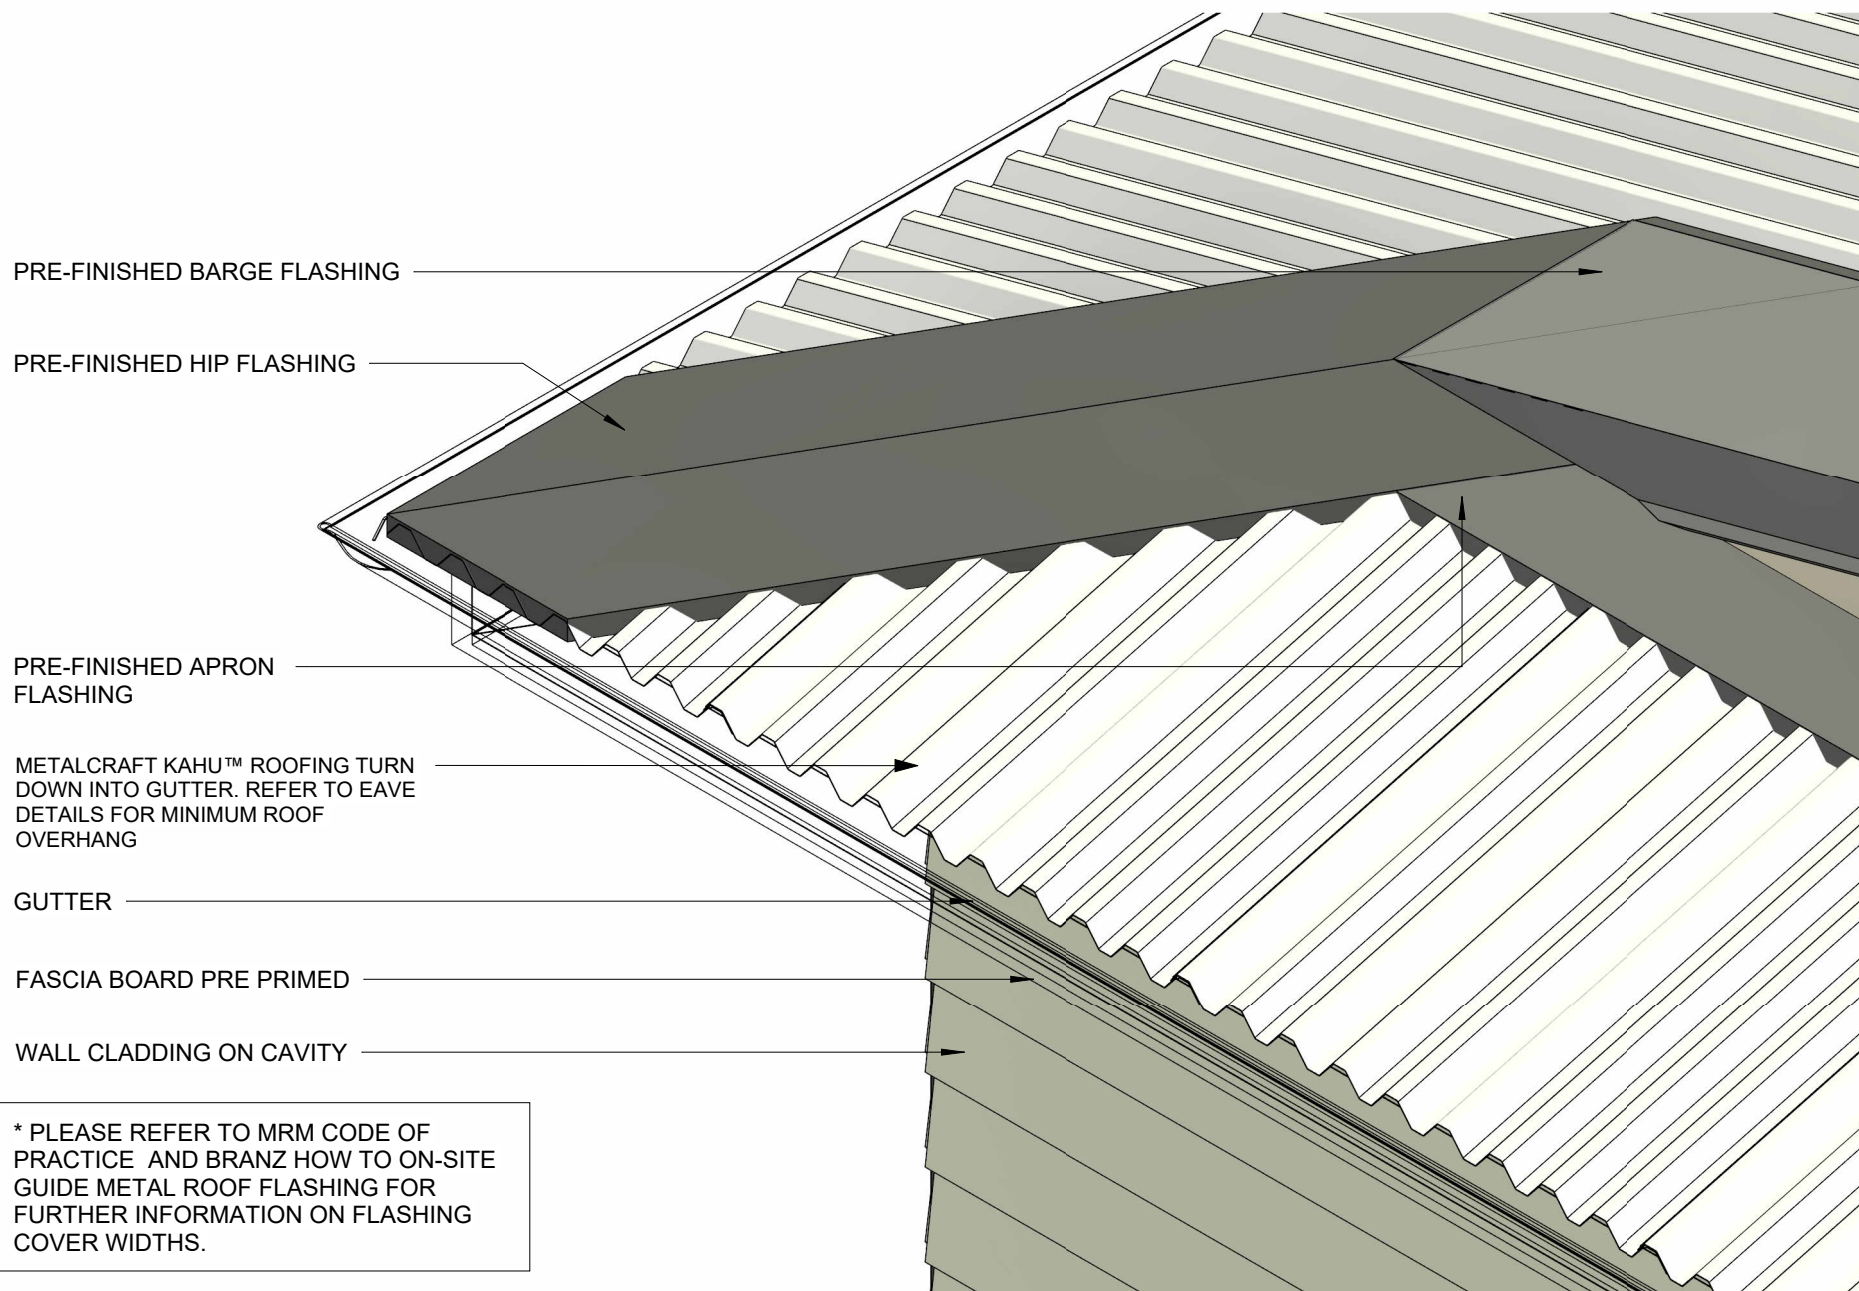 PRE-FINISHED BARGE FLASHING
PRE-FINISHED HIP FLASHING
PRE-FINISHED APRON
FLASHING
METALCRAFT KAHU™ ROOFING TURN
DOWN INTO GUTTER. REFER TO EAVE
DETAILS FOR MINIMUM ROOF
OVERHANG
GUTTER
FASCIA BOARD PRE PRIMED
WALL CLADDING ON CAVITY
* PLEASE REFER TO MRM CODE OF
PRACTICE AND BRANZ HOW TO ON-SITE
GUIDE METAL ROOF FLASHING FOR
FURTHER INFORMATION ON FLASHING
COVER WIDTHS.